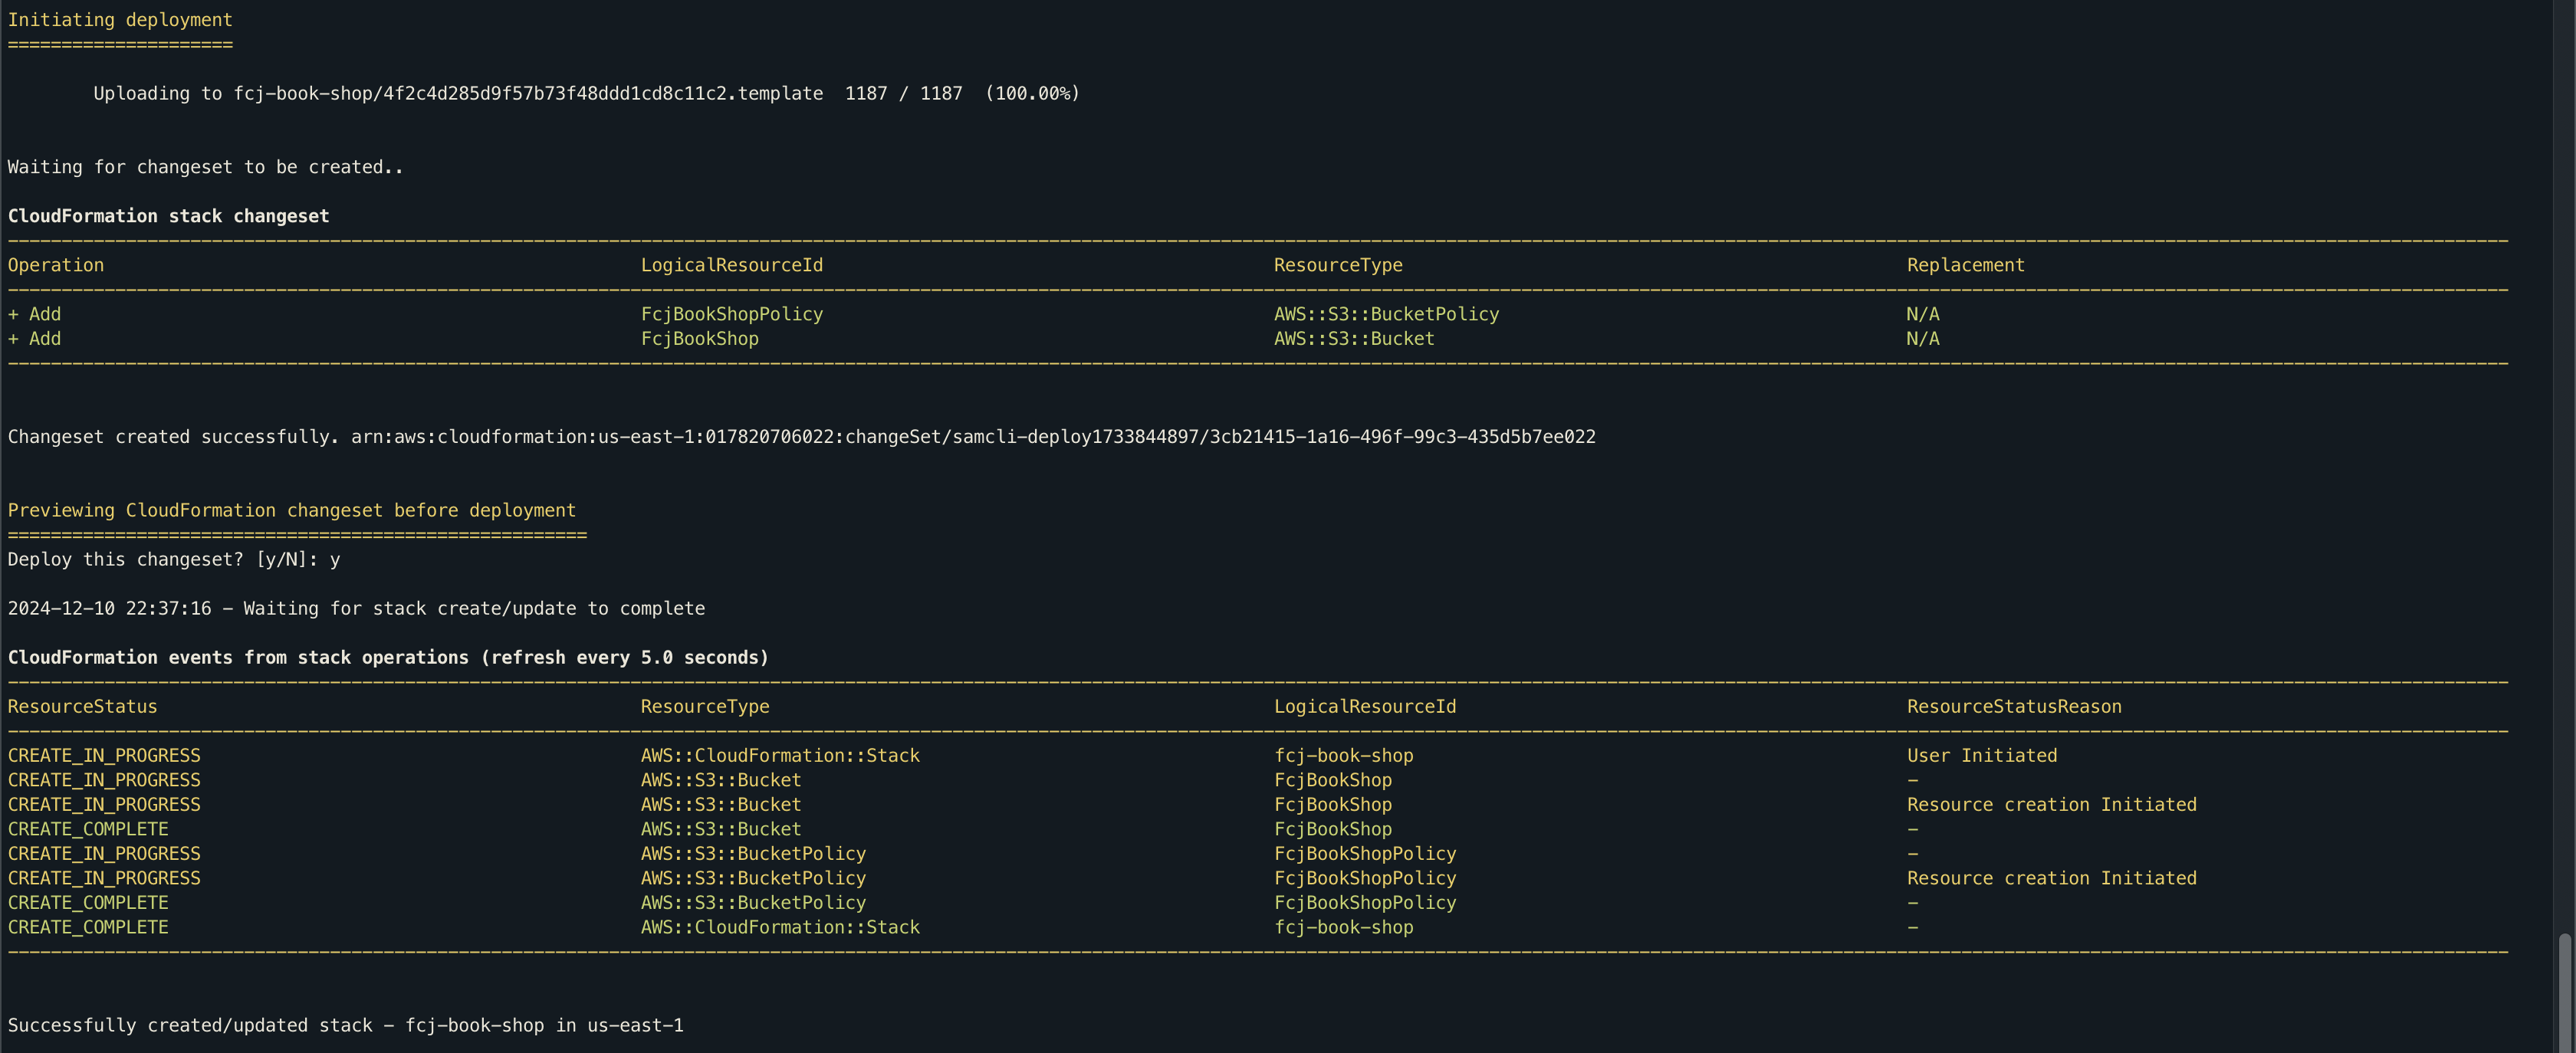 Initiating deployment
=====================
Uploading to fcj-book-shop/4f2c4d285d9f57b73f48ddd1cd8c11c2.template  1187 / 1187  (100.00%)
Waiting for changeset to be created..
CloudFormation stack changeset
Operation LogicalResourceId ResourceType Replacement
+ Add FcjBookShopPolicy AWS::S3::BucketPolicy N/A
+ Add FcjBookShop AWS::S3::Bucket N/A
Changeset created successfully. arn:aws:cloudformation:us-east-1:017820706022:changeSet/samcli-deploy1733844897/3cb21415-1a16-496f-99c3-435d5b7ee022
Previewing CloudFormation changeset before deployment
======================================================
Deploy this changeset? [y/N]: y
2024-12-10 22:37:16 - Waiting for stack create/update to complete
CloudFormation events from stack operations (refresh every 5.0 seconds)
ResourceStatus ResourceType LogicalResourceId ResourceStatusReason
CREATE_IN_PROGRESS AWS::CloudFormation::Stack fcj-book-shop User Initiated
CREATE_IN_PROGRESS AWS::S3::Bucket FcjBookShop -
CREATE_IN_PROGRESS AWS::S3::Bucket FcjBookShop Resource creation Initiated
CREATE_COMPLETE AWS::S3::Bucket FcjBookShop -
CREATE_IN_PROGRESS AWS::S3::BucketPolicy FcjBookShopPolicy -
CREATE_IN_PROGRESS AWS::S3::BucketPolicy FcjBookShopPolicy Resource creation Initiated
CREATE_COMPLETE AWS::S3::BucketPolicy FcjBookShopPolicy -
CREATE_COMPLETE AWS::CloudFormation::Stack fcj-book-shop -
Successfully created/updated stack - fcj-book-shop in us-east-1